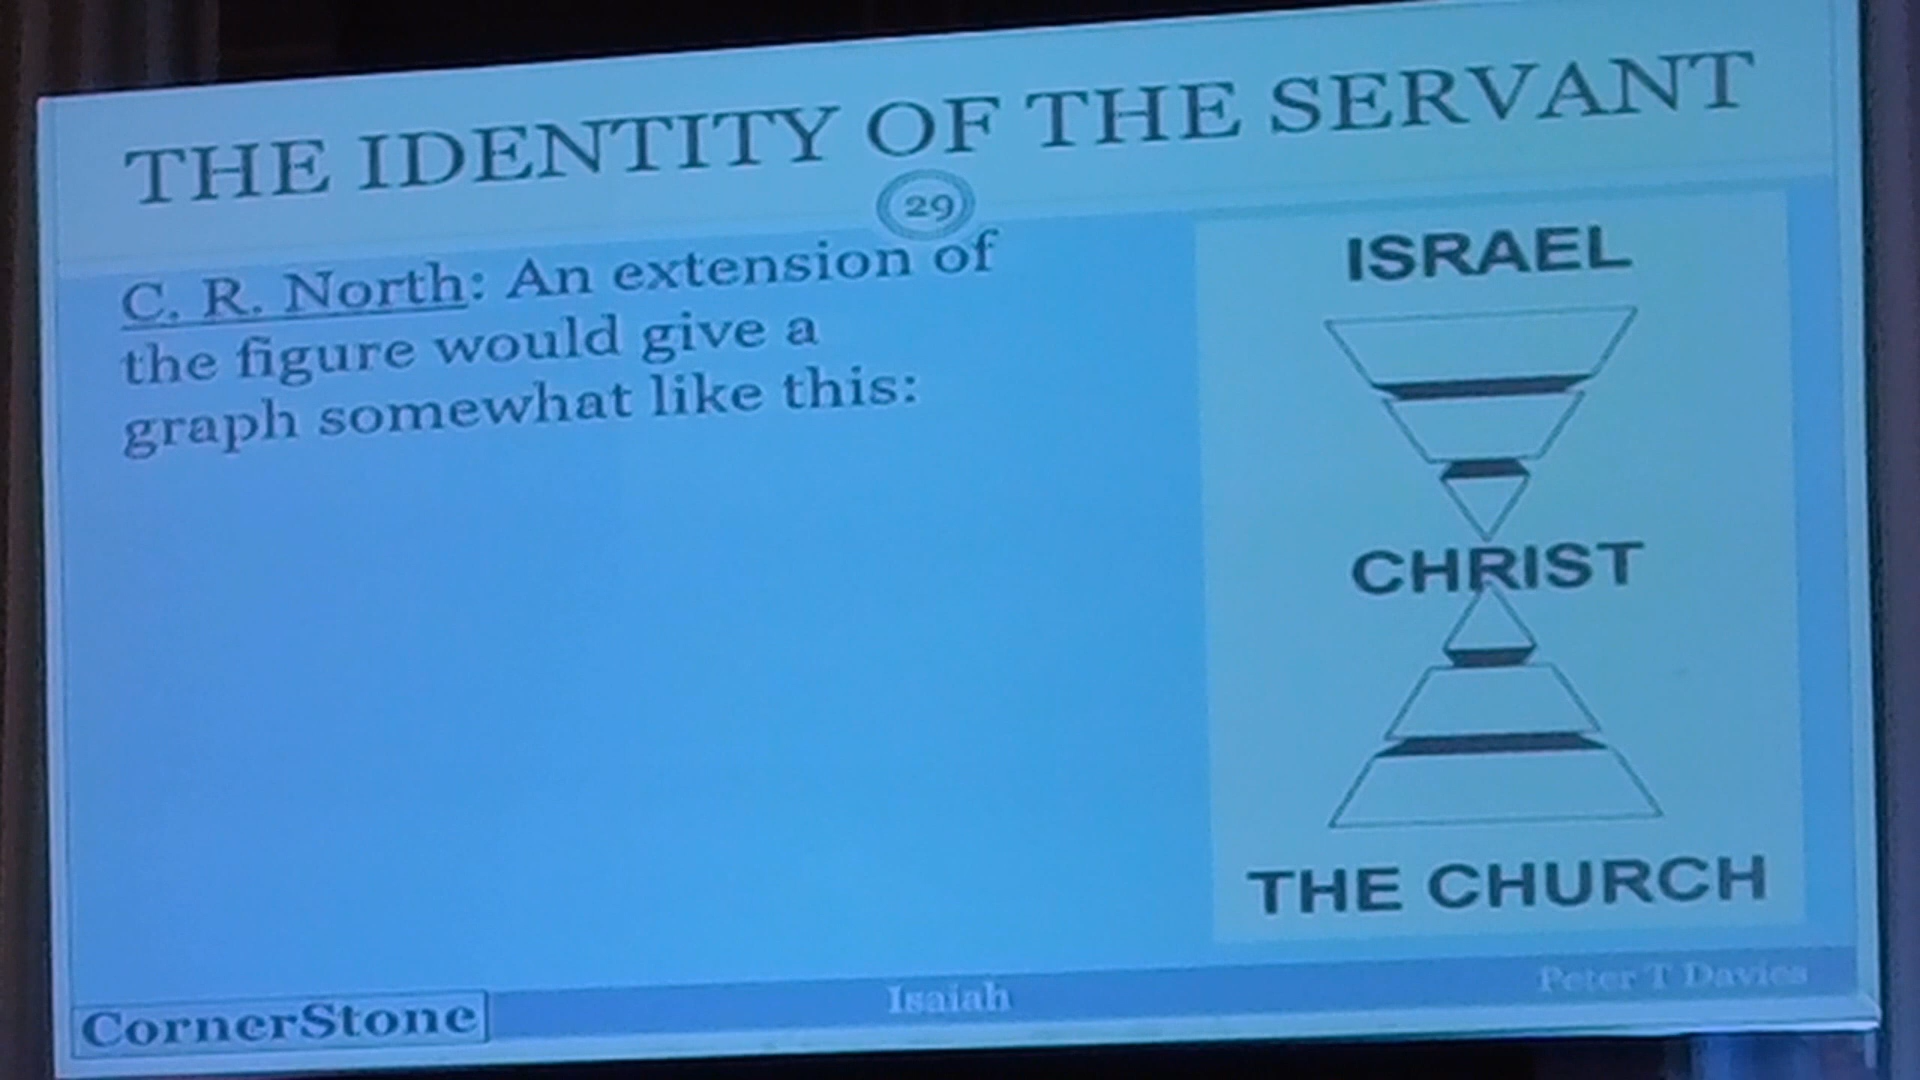 THE IDENTITY OF THE SERVANT
29
C. R. North: An extension of
the figure would give a
graph somewhat like this:
ISRAEL
CHRIST
THE CHURCH
CornerStone
Isaiah
Peter T Davies